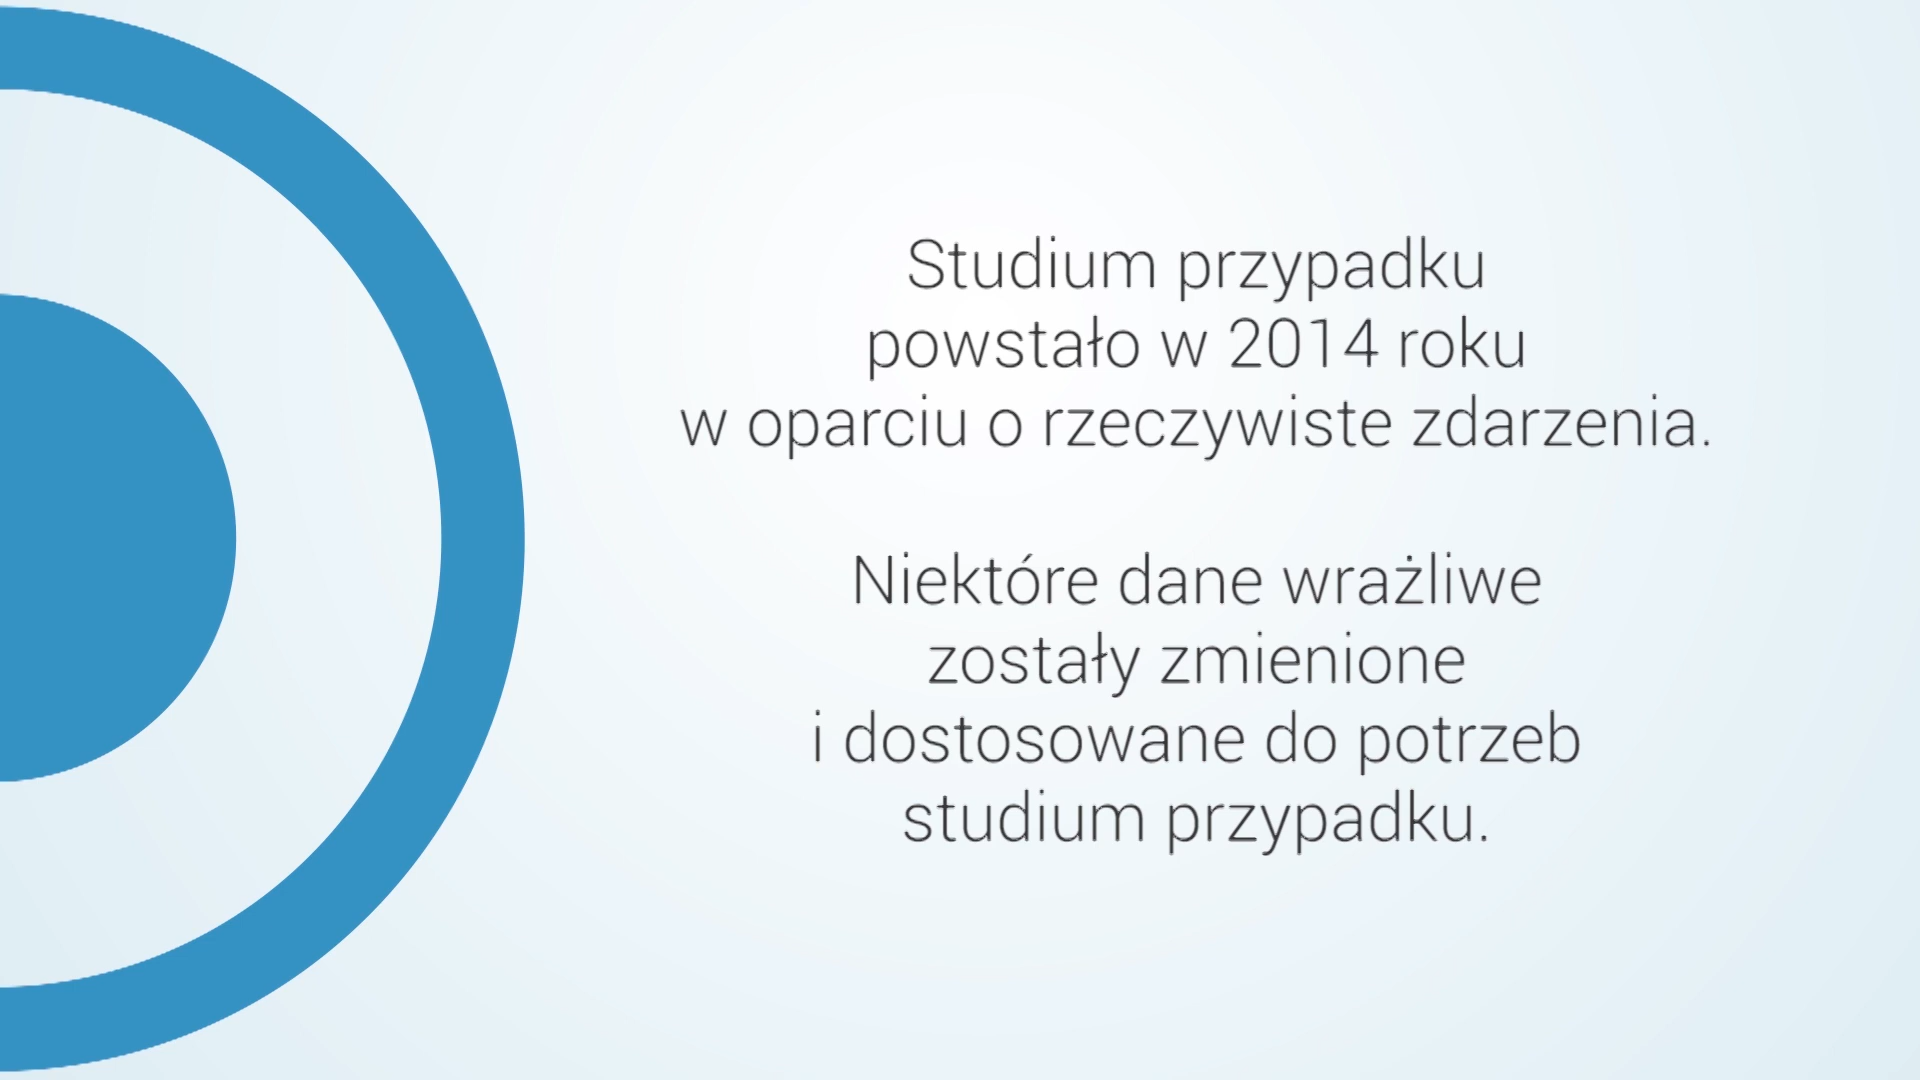 Studium przypadku
powstało w 2014 roku
w oparciu o rzeczywiste zdarzenia.
Niektóre dane wrażliwe
zostały zmienione
i dostosowane do potrzeb
studium przypadku.